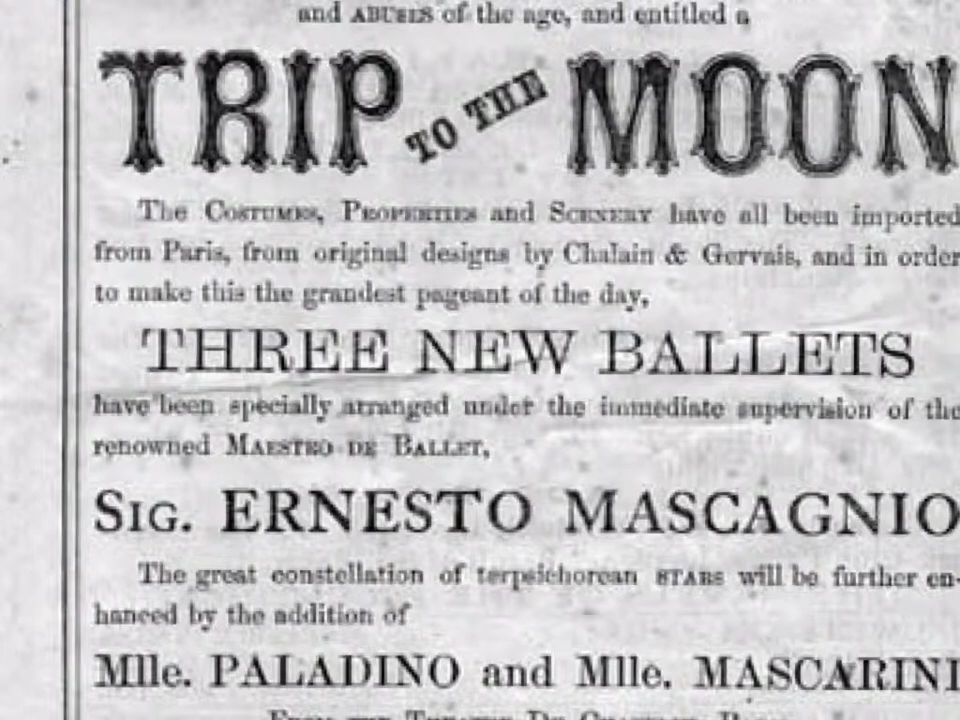 and ABUSES of the age, and entitled a
TRIP TO THE MOON
The COSTUMES, PROPERTIES and SCENERY have all been imported
from Paris, from original designs by Chalain & Gervais, and in order
to make this the grandest pageant of the day,
THREE NEW BALLETS
have been specially arranged under the immediate supervision of the
renowned MAESTRO DE BALLET,
SIG. ERNESTO MASCAGNIO
The great constellation of terpsichorean STARS will be further en-
hanced by the addition of
Mlle. PALADINO and Mlle. MASCARINI